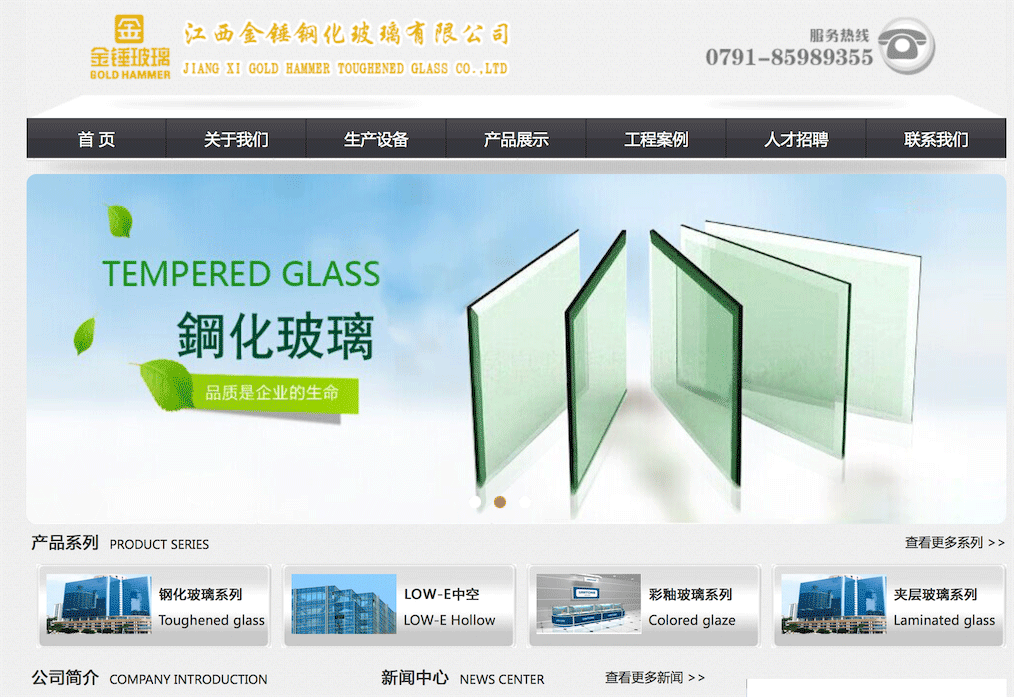 金锤玻璃
GOLD HAMMER
江西金锤钢化玻璃有限公司
JIANG XI GOLD HAMMER TOUGHENED GLASS CO.,LTD
服务热线
0791-85989355
首 页 关于我们 生产设备 产品展示 工程案例 人才招聘 联系我们
TEMPERED GLASS
鋼化玻璃
品质是企业的生命
产品系列 PRODUCT SERIES 查看更多系列 >>
钢化玻璃系列
Toughened glass
LOW-E中空
LOW-E Hollow
彩釉玻璃系列
Colored glaze
夹层玻璃系列
Laminated glass
公司简介 COMPANY INTRODUCTION 新闻中心 NEWS CENTER 查看更多新闻 >>